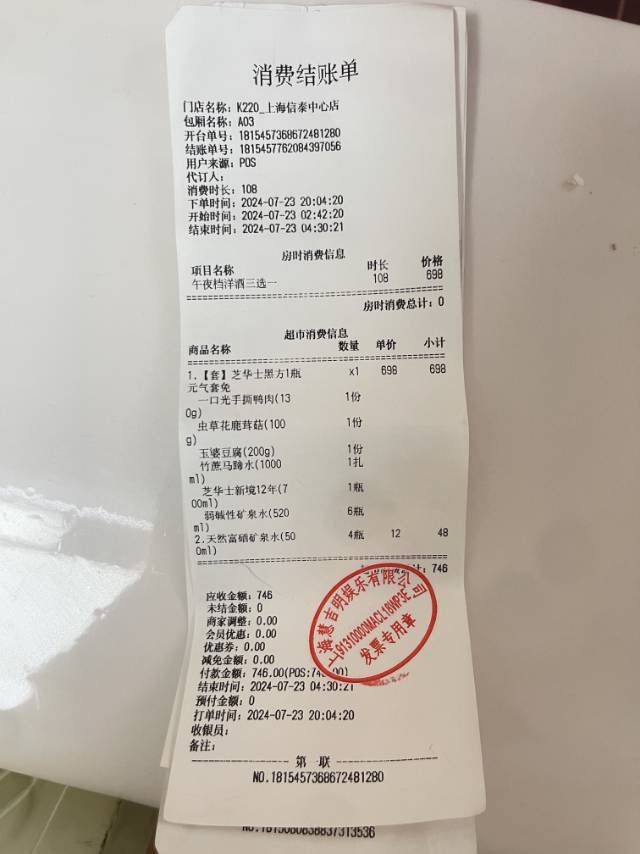 消费结账单
门店名称: K220_上海信泰中心店
包厢名称: A03
开台单号: 1815457368672481280
结账单号: 1815457762084397056
用户来源: POS
代订人:
消费时长: 108
下单时间: 2024-07-23 20:04:20
开始时间: 2024-07-23 02:42:20
结束时间: 2024-07-23 04:30:21
房时消费信息
项目名称 时长 价格
午夜档洋酒三选一 108 698
房时消费总计: 0
超市消费信息
商品名称 数量 单价 小计
1.【套】芝华士黑方1瓶 x1 698 698
元气套免
一口光手撕鸭肉(13 1份
0g)
虫草花鹿茸菇(100 1份
g)
玉婆豆腐(200g) 1份
竹蔗马蹄水(1000 1扎
ml)
芝华士新境12年(7 1瓶
00ml)
弱碱性矿泉水(520 6瓶
ml)
2.天然富硒矿泉水(50 4瓶 12 48
0ml)
计: 746
应收金额: 746
未结金额: 0
商家调整: 0.00
会员优惠: 0.00
优惠券: 0.00
减免金额: 0.00
付款金额: 746.00(POS:746.00)
结束时间: 2024-07-23 04:30:21
预付金额: 0
打单时间: 2024-07-23 20:04:20
收银员:
备注:
第一联
NO.1815457368672481280
上海慧吉明娱乐有限公司
发票专用章